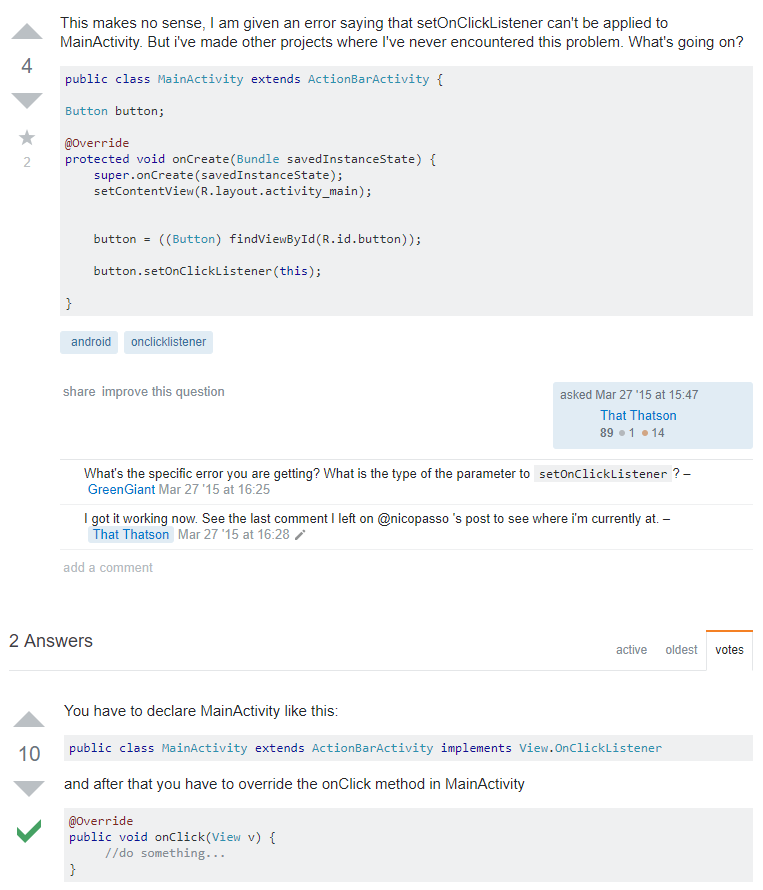 This makes no sense, I am given an error saying that setOnClickListener can't be applied to
MainActivity. But i've made other projects where I've never encountered this problem. What's going on?
4
2
public class MainActivity extends ActionBarActivity {
Button button;
@Override
protected void onCreate(Bundle savedInstanceState) {
super.onCreate(savedInstanceState);
setContentView(R.layout.activity_main);
button = ((Button) findViewById(R.id.button));
button.setOnClickListener(this);
}
android onclicklistener
share improve this question
asked Mar 27 '15 at 15:47
That Thatson
89 1 14
What's the specific error you are getting? What is the type of the parameter to setOnClickListener ? –
GreenGiant Mar 27 '15 at 16:25
I got it working now. See the last comment I left on @nicopasso 's post to see where i'm currently at. –
That Thatson Mar 27 '15 at 16:28
add a comment
2 Answers
active oldest votes
You have to declare MainActivity like this:
10
public class MainActivity extends ActionBarActivity implements View.OnClickListener
and after that you have to override the onClick method in MainActivity
@Override
public void onClick(View v) {
//do something...
}